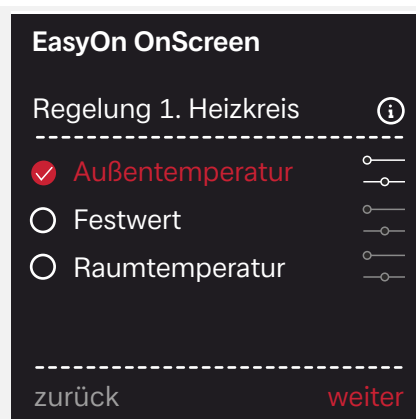 EasyOn OnScreen
Regelung 1. Heizkreis
Außentemperatur
Festwert
Raumtemperatur
zurück weiter